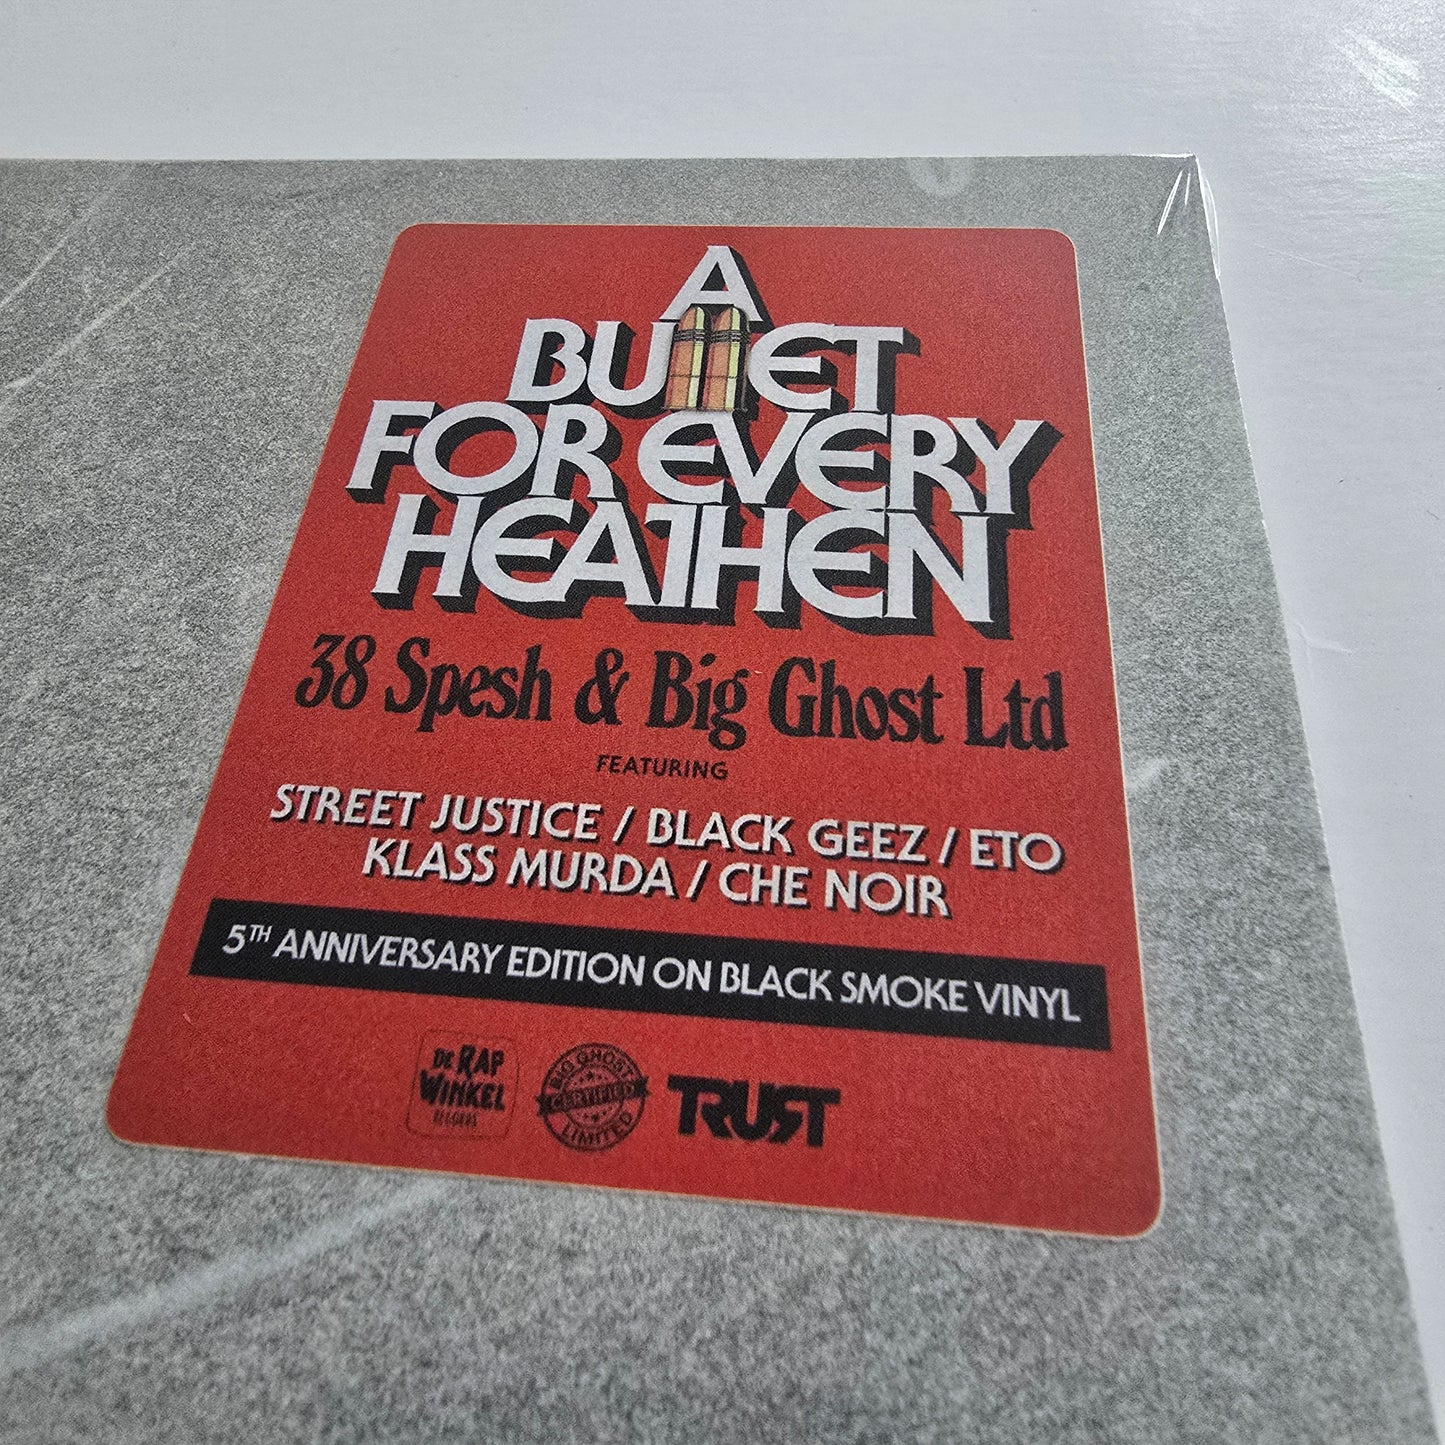 A
BULLET
FOR EVERY
HEATHEN
38 Spesh & Big Ghost Ltd
FEATURING
STREET JUSTICE / BLACK GEEZ / ETO
KLASS MURDA / CHE NOIR
5TH ANNIVERSARY EDITION ON BLACK SMOKE VINYL
DE RAP
WINKEL
RECORDS
BIG GHOST
CERTIFIED
LIMITED
TRUST